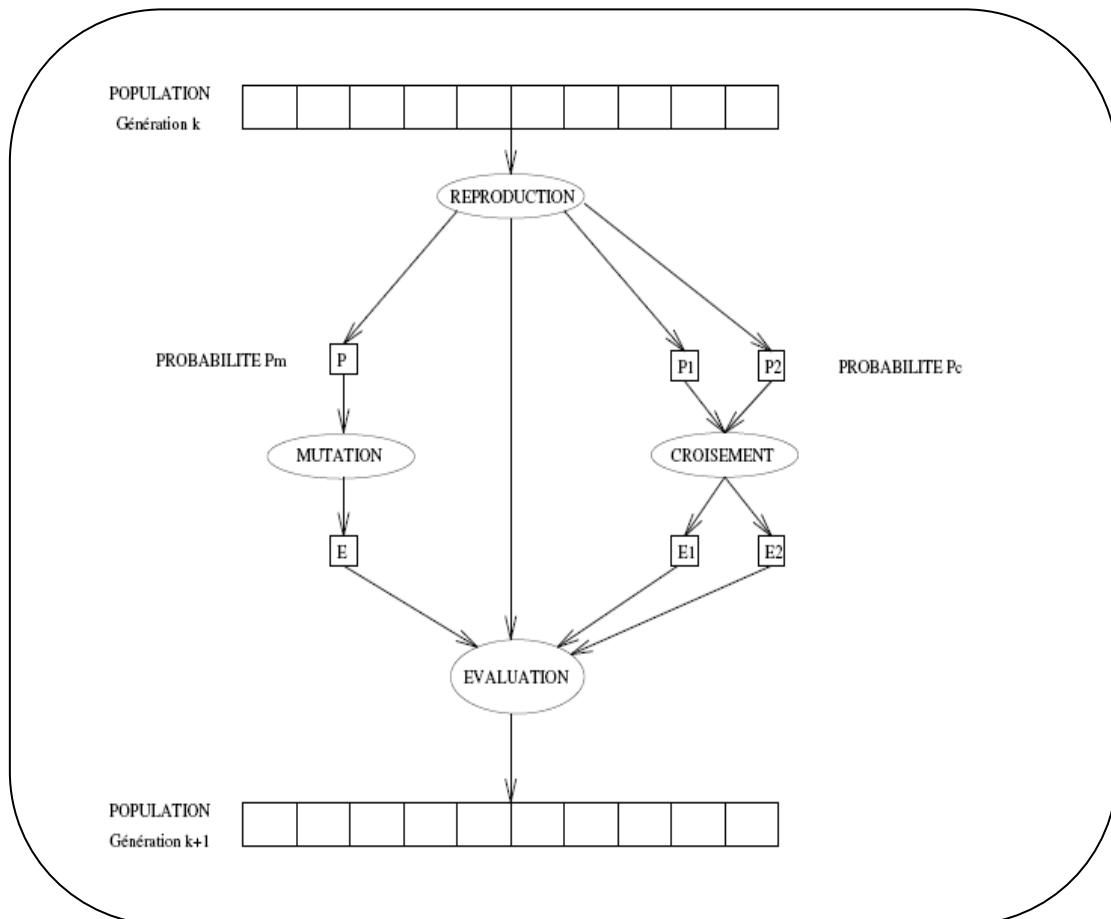 POPULATION
Génération k
REPRODUCTION
PROBABILITE Pm
P
P1
P2
PROBABILITE Pc
MUTATION
CROISEMENT
E
E1
E2
EVALUATION
POPULATION
Génération k+1